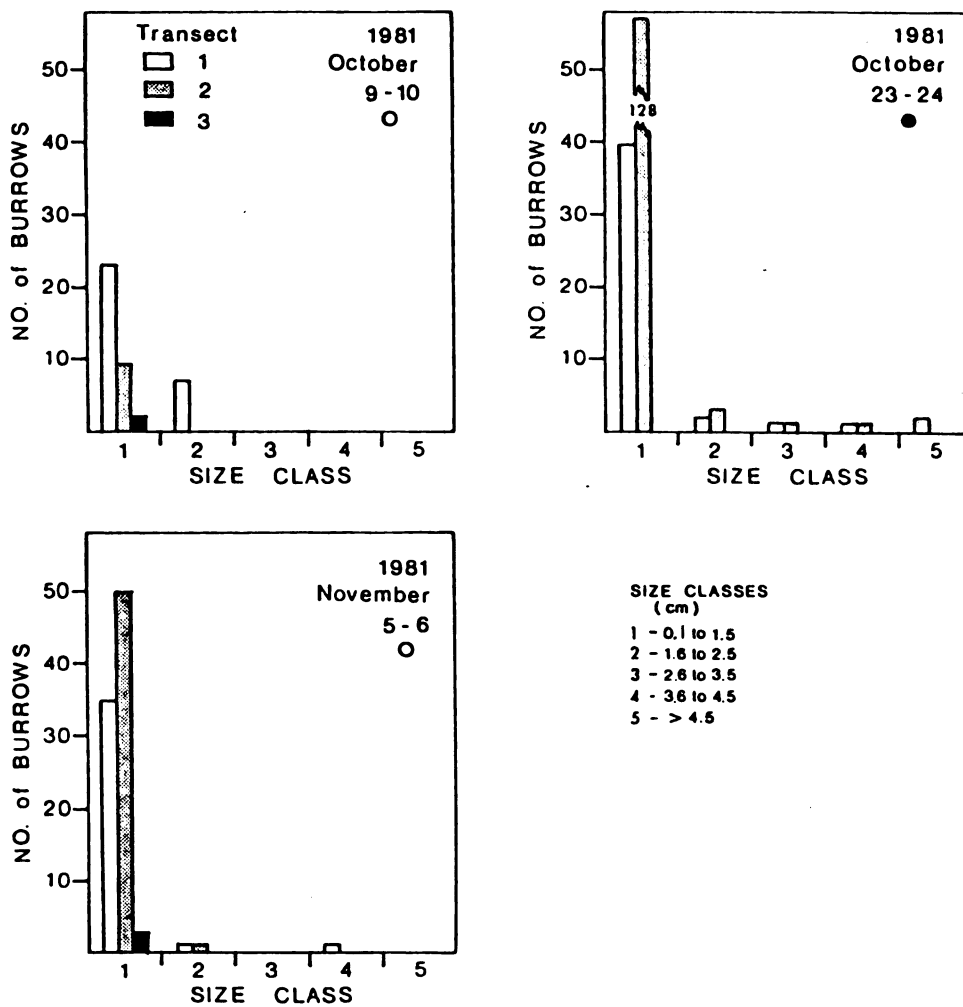 Transect
1
2
3
1981
October
9 - 10
NO. of BURROWS
50
40
30
20
10
1 2 3 4 5
SIZE CLASS
1981
October
23 - 24
NO. of BURROWS
50
40
30
20
10
128
1 2 3 4 5
SIZE CLASS
1981
November
5 - 6
NO. of BURROWS
50
40
30
20
10
1 2 3 4 5
SIZE CLASS
SIZE CLASSES
(cm)
1 - 0.1 to 1.5
2 - 1.6 to 2.5
3 - 2.6 to 3.5
4 - 3.6 to 4.5
5 - > 4.5